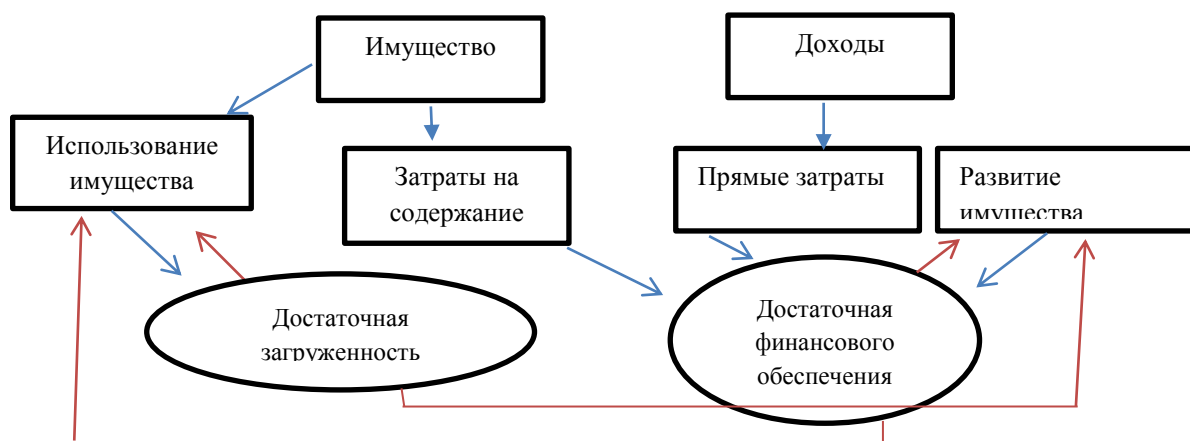 Имущество
Доходы
Использование
имущества
Затраты на
содержание
Прямые затраты
Развитие
имущества
Достаточная
загруженность
Достаточная
финансового
обеспечения